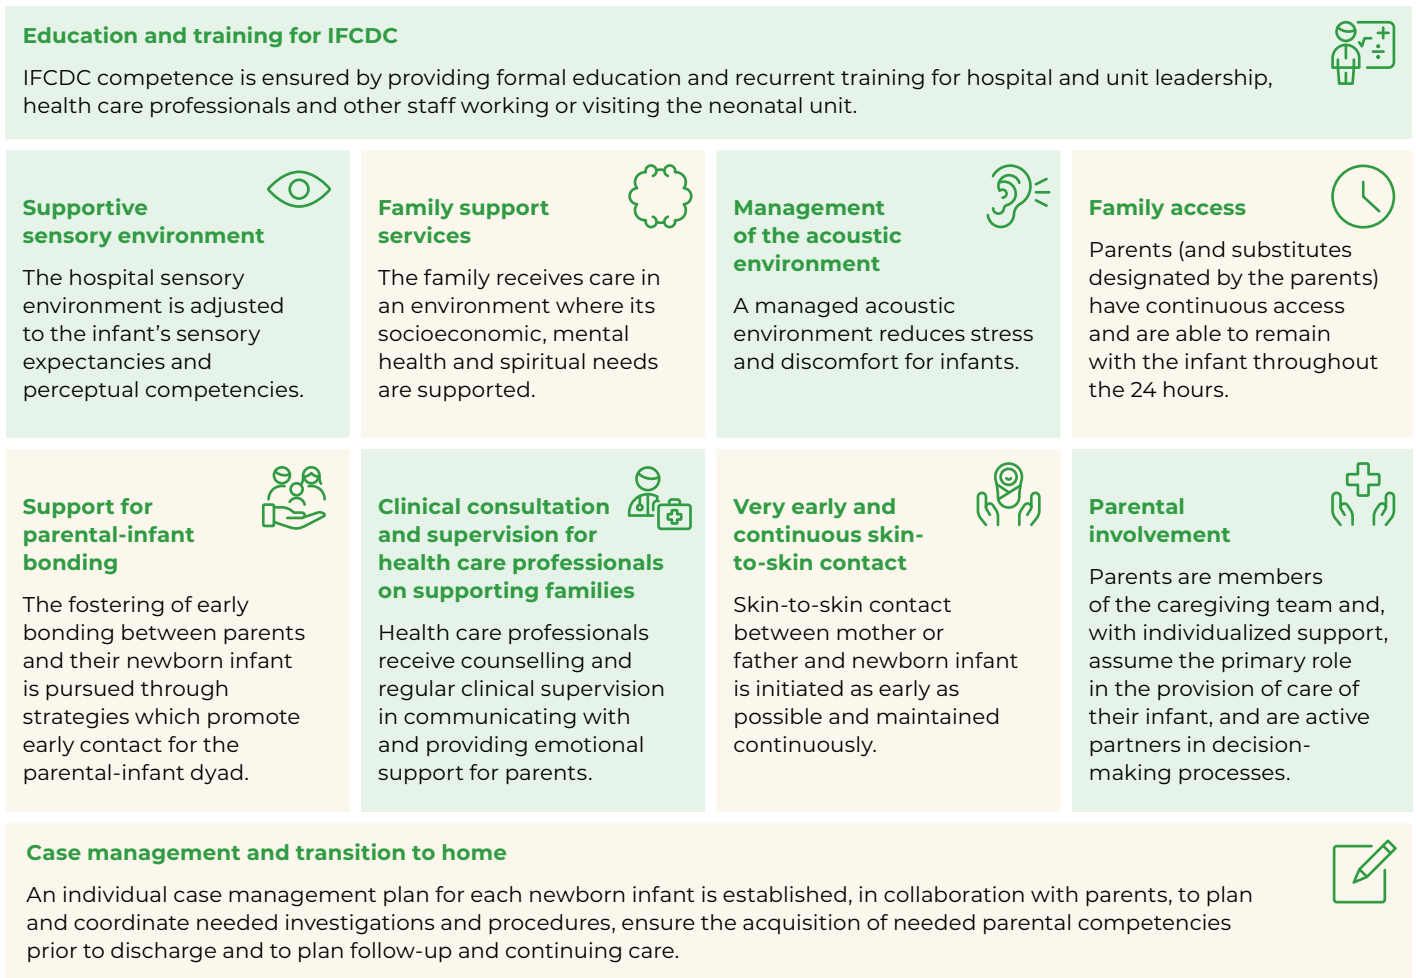 Education and training for IFCDC
IFCDC competence is ensured by providing formal education and recurrent training for hospital and unit leadership,
health care professionals and other staff working or visiting the neonatal unit.
Supportive
sensory environment
The hospital sensory
environment is adjusted
to the infant’s sensory
expectancies and
perceptual competencies.
Family support
services
The family receives care in
an environment where its
socioeconomic, mental
health and spiritual needs
are supported.
Management
of the acoustic
environment
A managed acoustic
environment reduces stress
and discomfort for infants.
Family access
Parents (and substitutes
designated by the parents)
have continuous access
and are able to remain
with the infant throughout
the 24 hours.
Support for
parental-infant
bonding
The fostering of early
bonding between parents
and their newborn infant
is pursued through
strategies which promote
early contact for the
parental-infant dyad.
Clinical consultation
and supervision for
health care professionals
on supporting families
Health care professionals
receive counselling and
regular clinical supervision
in communicating with
and providing emotional
support for parents.
Very early and
continuous skin-
to-skin contact
Skin-to-skin contact
between mother or
father and newborn infant
is initiated as early as
possible and maintained
continuously.
Parental
involvement
Parents are members
of the caregiving team and,
with individualized support,
assume the primary role
in the provision of care of
their infant, and are active
partners in decision-
making processes.
Case management and transition to home
An individual case management plan for each newborn infant is established, in collaboration with parents, to plan
and coordinate needed investigations and procedures, ensure the acquisition of needed parental competencies
prior to discharge and to plan follow-up and continuing care.